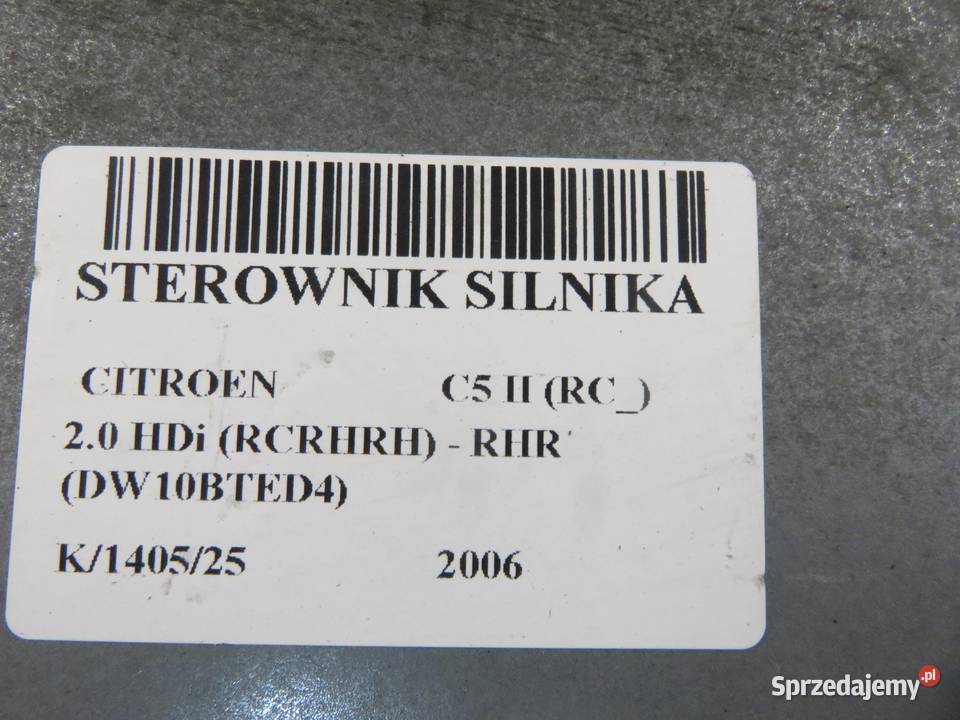 STEROWNIK SILNIKA
CITROEN C5 II (RC_)
2.0 HDi (RCRHRH) - RHR
(DW10BTED4)
K/1405/25 2006
Sprzedajemy.pl